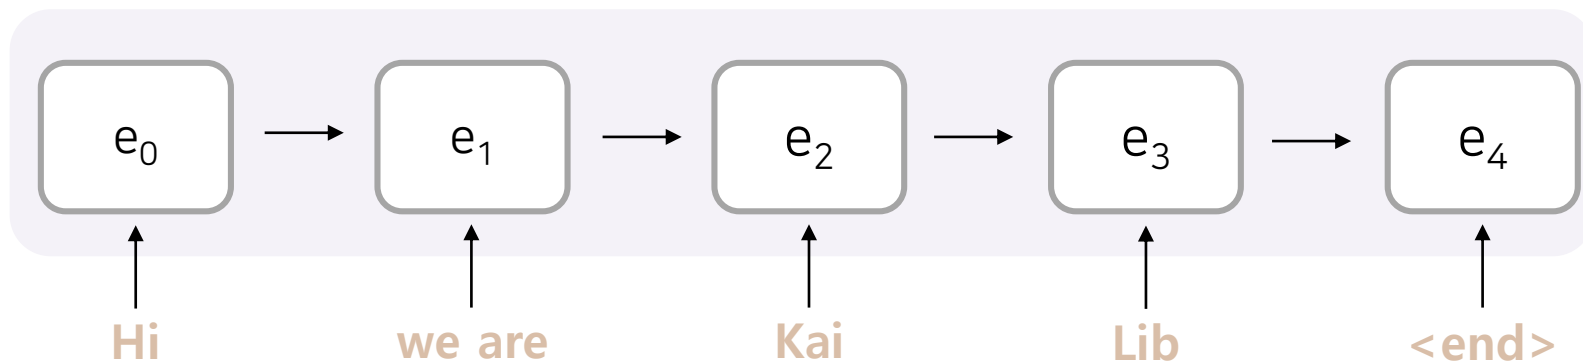 e₀ e₁ e₂ e₃ e₄
Hi we are Kai Lib <end>